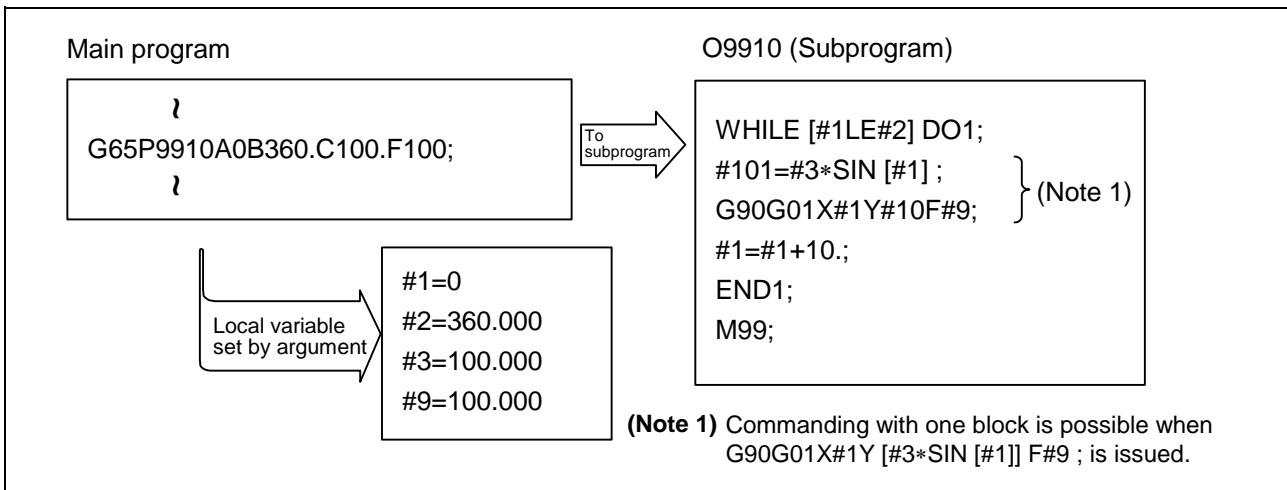 Main program
≀
G65P9910A0B360.C100.F100;
≀
To
subprogram
O9910 (Subprogram)
WHILE [#1LE#2] DO1;
#101=#3∗SIN [#1] ;
G90G01X#1Y#10F#9;
#1=#1+10.;
END1;
M99;
(Note 1)
Local variable
set by argument
#1=0
#2=360.000
#3=100.000
#9=100.000
(Note 1) Commanding with one block is possible when
G90G01X#1Y [#3∗SIN [#1]] F#9 ; is issued.